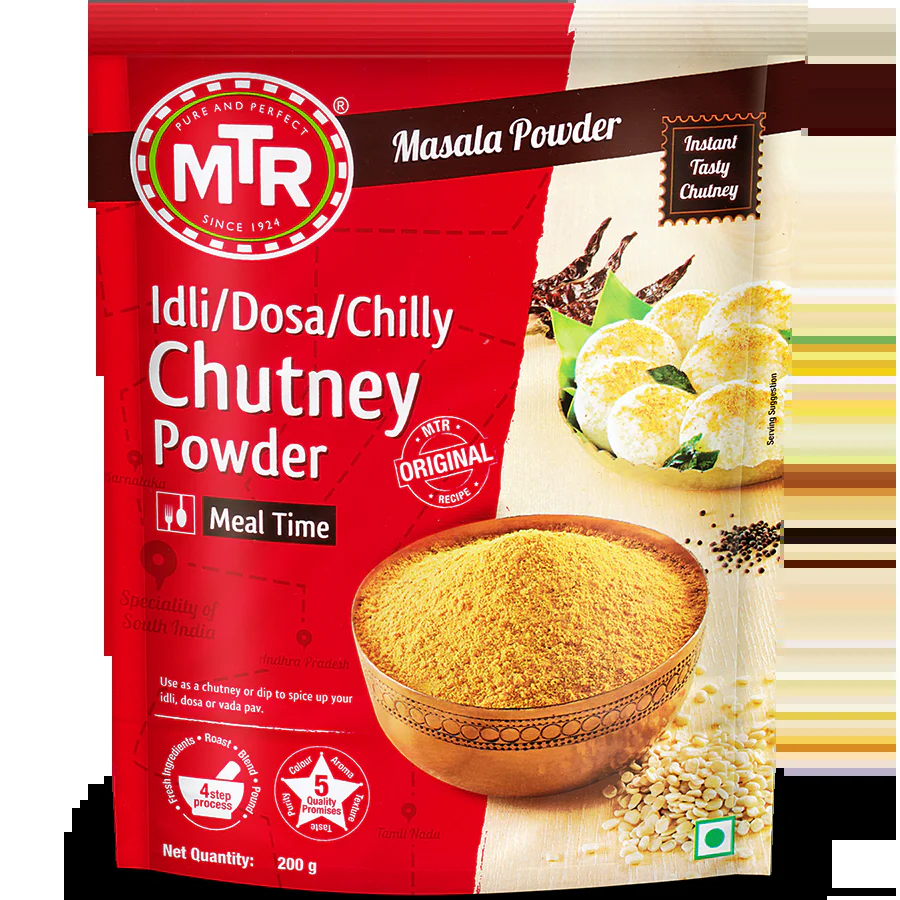 PURE AND PERFECT
MTR
®
SINCE 1924
Masala Powder
Instant
Tasty
Chutney
Idli/Dosa/Chilly
Chutney
Powder
MTR
ORIGINAL
RECIPE
Meal Time
Serving Suggestion
Karnataka
Speciality of
South India
Andhra Pradesh
Use as a chutney or dip to spice up your
idli, dosa or vada pav.
Fresh Ingredients • Roast • Blend • Pound •
4step
process
Colour
Aroma
Texture
Taste
Purity
5
Quality
Promises
Tamil Nadu
Net Quantity: 200 g